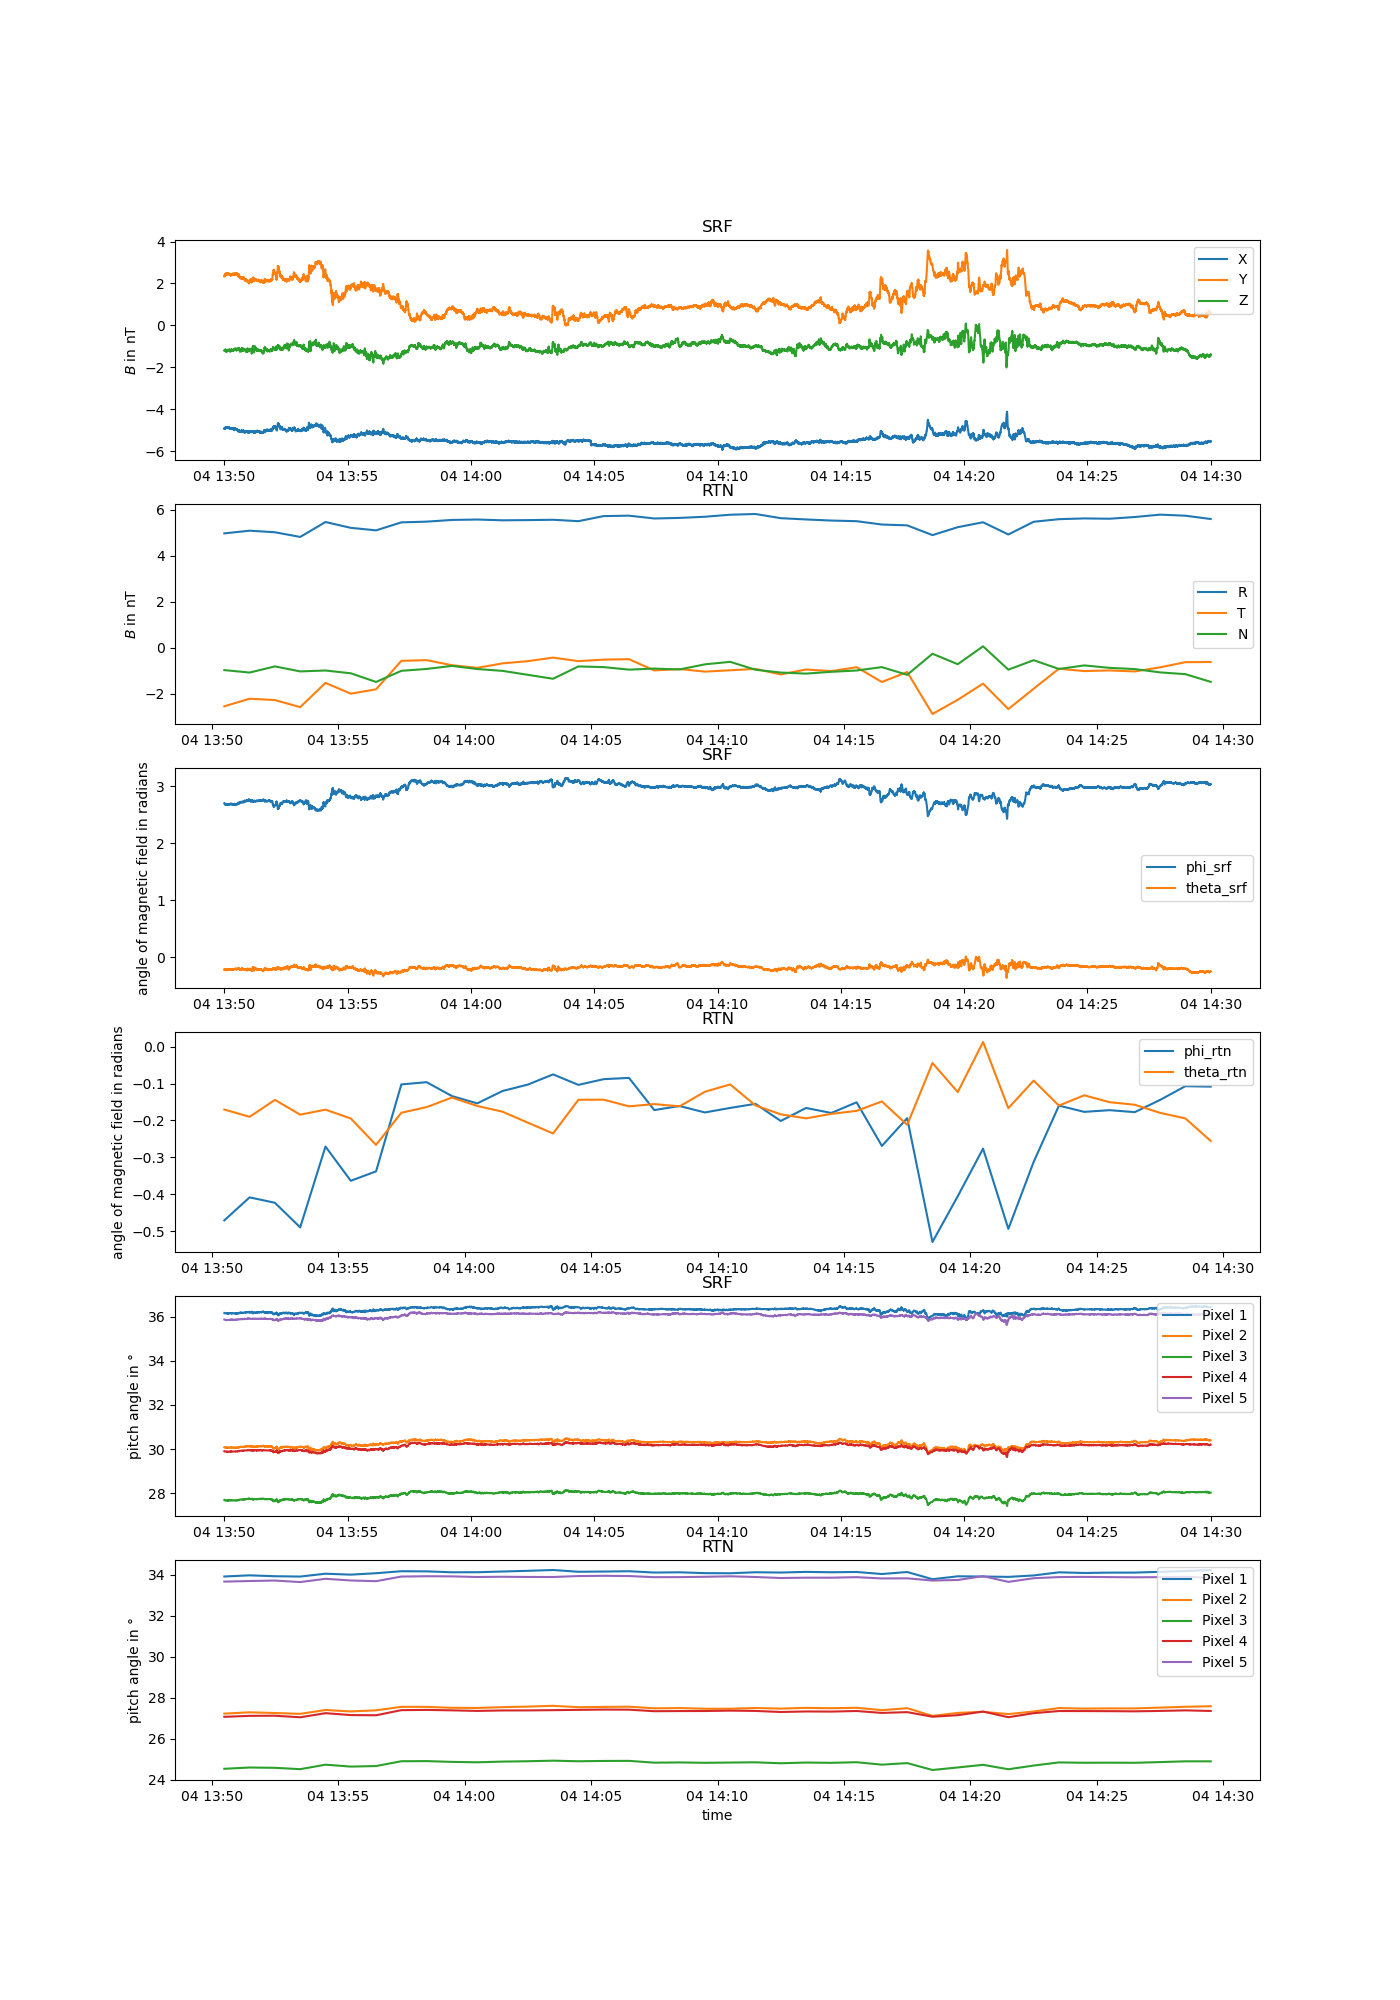 SRF
4
2
0
−2
−4
−6
B in nT
X
Y
Z
04 13:50 04 13:55 04 14:00 04 14:05 04 14:10 04 14:15 04 14:20 04 14:25 04 14:30
RTN
6
4
2
0
−2
B in nT
R
T
N
04 13:50 04 13:55 04 14:00 04 14:05 04 14:10 04 14:15 04 14:20 04 14:25 04 14:30
SRF
3
2
1
0
angle of magnetic field in radians
phi_srf
theta_srf
04 13:50 04 13:55 04 14:00 04 14:05 04 14:10 04 14:15 04 14:20 04 14:25 04 14:30
RTN
0.0
−0.1
−0.2
−0.3
−0.4
−0.5
angle of magnetic field in radians
phi_rtn
theta_rtn
04 13:50 04 13:55 04 14:00 04 14:05 04 14:10 04 14:15 04 14:20 04 14:25 04 14:30
SRF
36
34
32
30
28
pitch angle in °
Pixel 1
Pixel 2
Pixel 3
Pixel 4
Pixel 5
04 13:50 04 13:55 04 14:00 04 14:05 04 14:10 04 14:15 04 14:20 04 14:25 04 14:30
RTN
34
32
30
28
26
24
pitch angle in °
Pixel 1
Pixel 2
Pixel 3
Pixel 4
Pixel 5
04 13:50 04 13:55 04 14:00 04 14:05 04 14:10 04 14:15 04 14:20 04 14:25 04 14:30
time